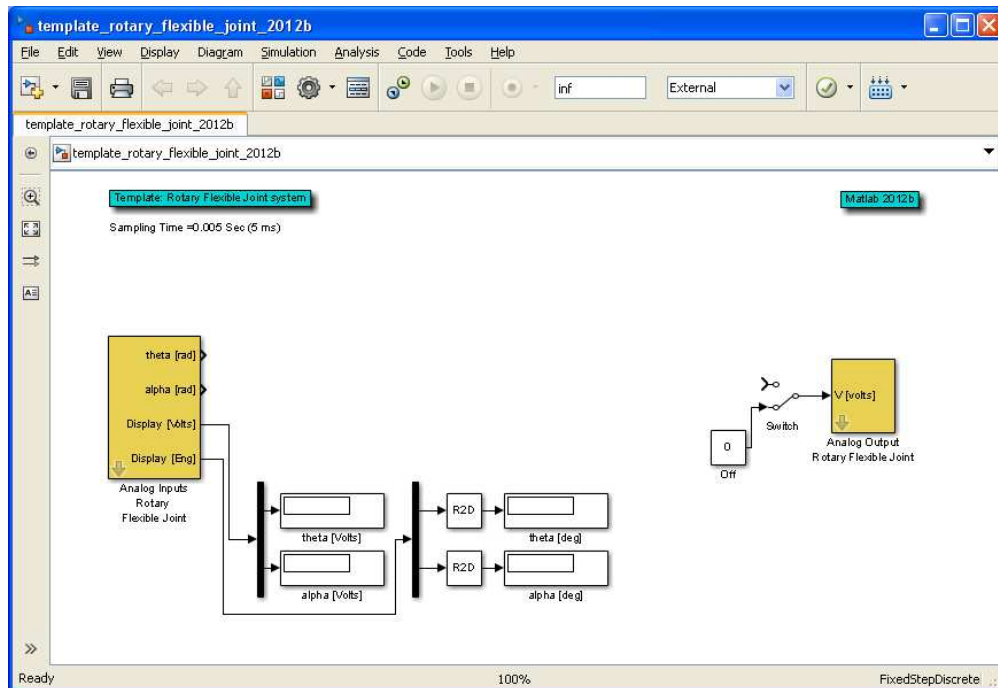 template_rotary_flexible_joint_2012b
File Edit View Display Diagram Simulation Analysis Code Tools Help
inf External
template_rotary_flexible_joint_2012b
template_rotary_flexible_joint_2012b
Template: Rotary Flexible Joint system
Matlab 2012b
Sampling Time =0.005 Sec (5 ms)
theta [rad]
alpha [rad]
Display [Volts]
Display [Eng]
Analog Inputs
Rotary
Flexible Joint
theta [Volts]
alpha [Volts]
R2D
R2D
theta [deg]
alpha [deg]
0
Off
Switch
V [volts]
Analog Output
Rotary Flexible Joint
Ready 100% FixedStepDiscrete